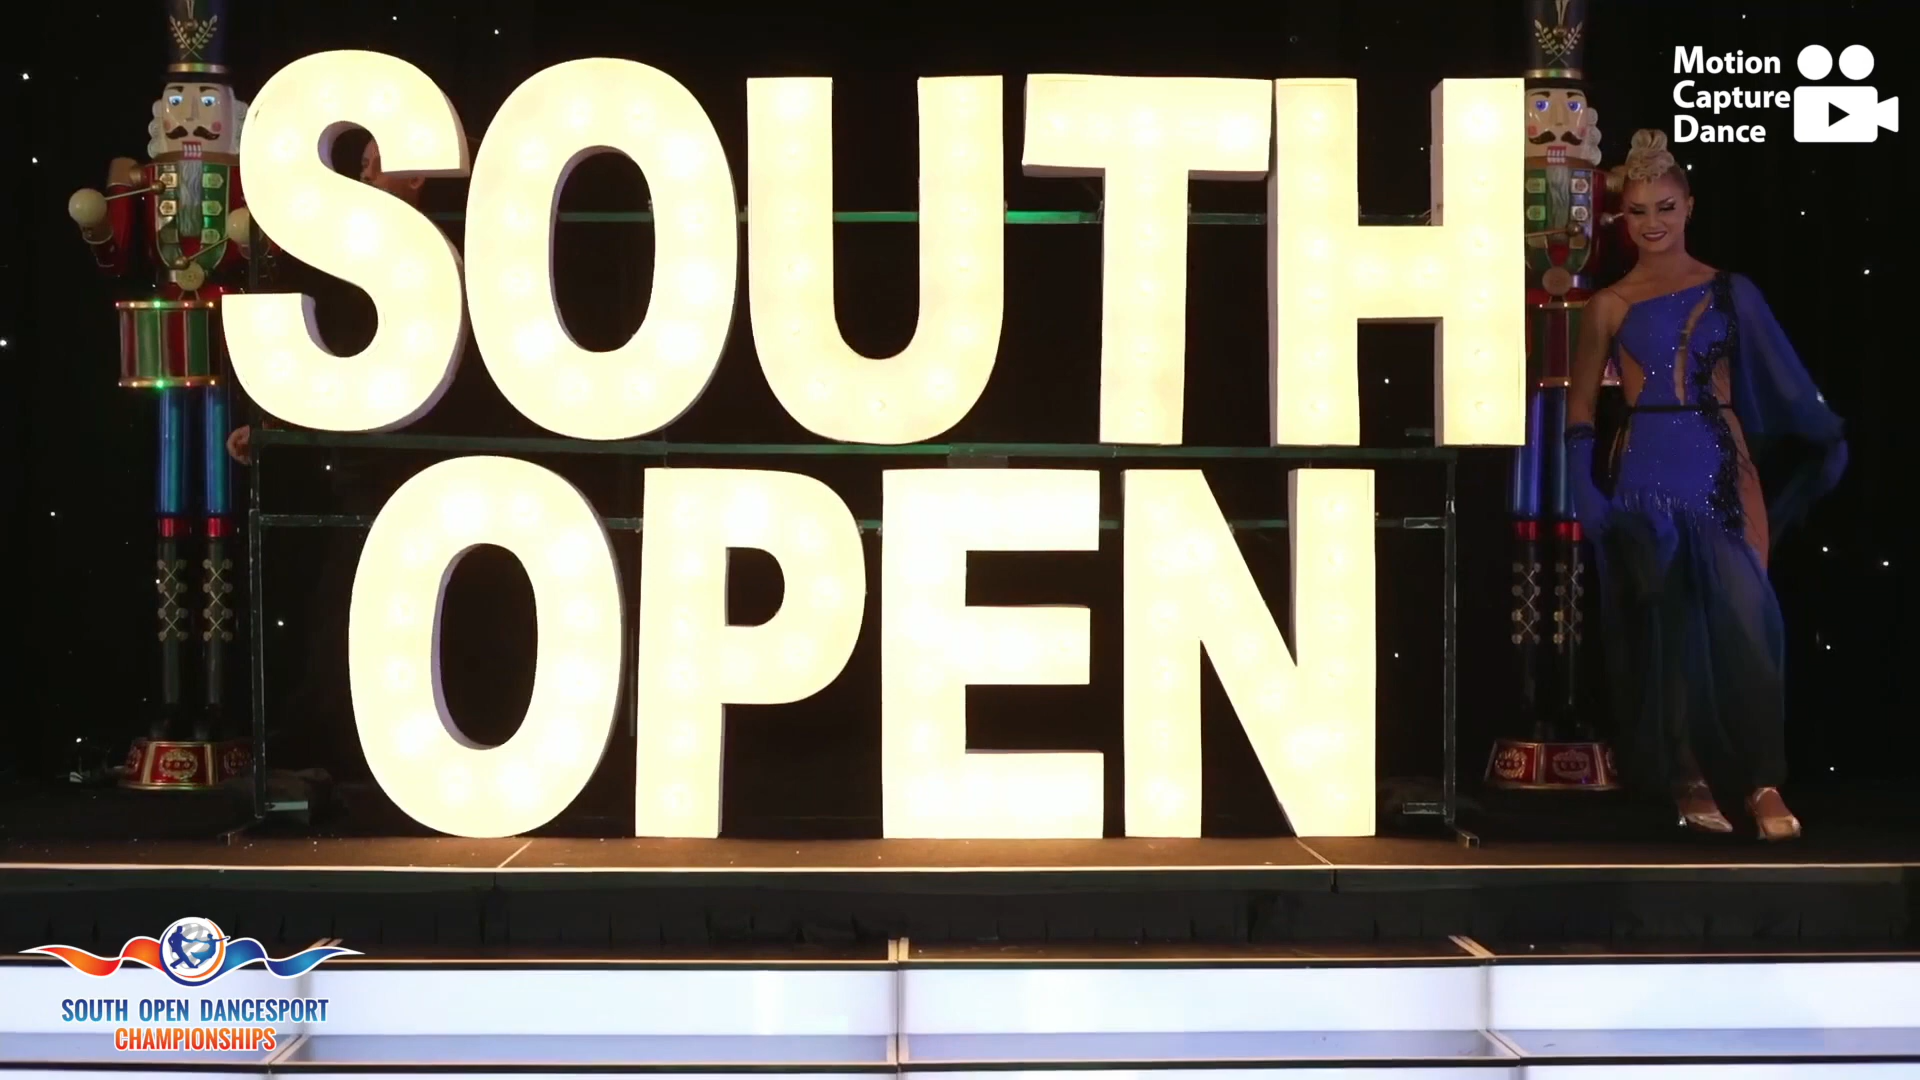 SOUTH
OPEN
Motion
Capture
Dance
SOUTH OPEN DANCESPORT
CHAMPIONSHIPS